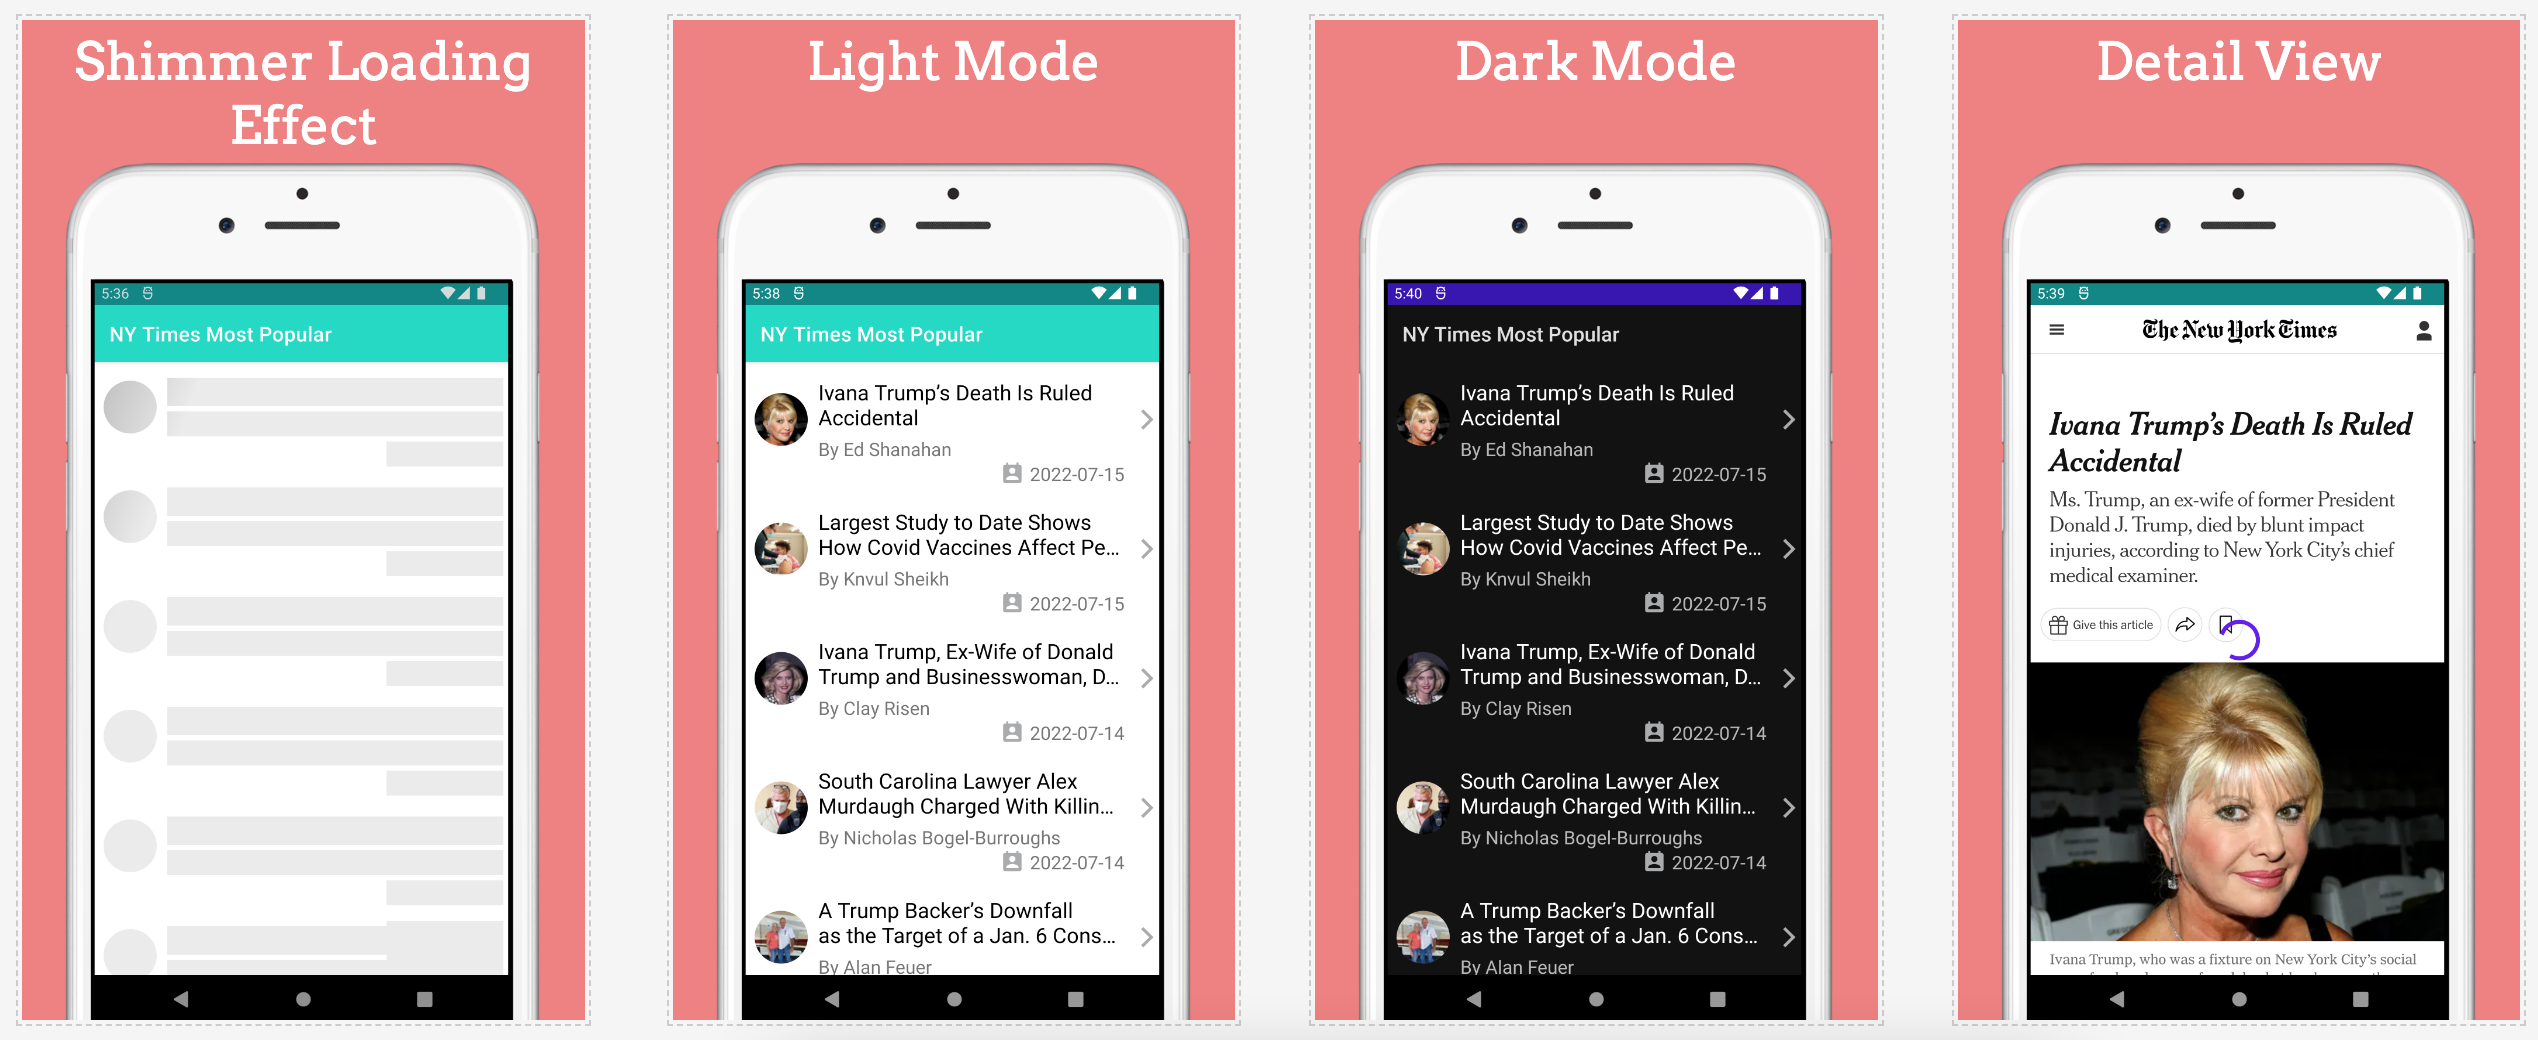 Shimmer Loading
Effect
5:36
NY Times Most Popular
Light Mode
5:38
NY Times Most Popular
Ivana Trump's Death Is Ruled
Accidental
By Ed Shanahan
2022-07-15
Largest Study to Date Shows
How Covid Vaccines Affect Pe...
By Knvul Sheikh
2022-07-15
Ivana Trump, Ex-Wife of Donald
Trump and Businesswoman, D...
By Clay Risen
2022-07-14
South Carolina Lawyer Alex
Murdaugh Charged With Killin...
By Nicholas Bogel-Burroughs
2022-07-14
A Trump Backer's Downfall
as the Target of a Jan. 6 Cons...
By Alan Feuer
Dark Mode
5:40
NY Times Most Popular
Ivana Trump's Death Is Ruled
Accidental
By Ed Shanahan
2022-07-15
Largest Study to Date Shows
How Covid Vaccines Affect Pe...
By Knvul Sheikh
2022-07-15
Ivana Trump, Ex-Wife of Donald
Trump and Businesswoman, D...
By Clay Risen
2022-07-14
South Carolina Lawyer Alex
Murdaugh Charged With Killin...
By Nicholas Bogel-Burroughs
2022-07-14
A Trump Backer's Downfall
as the Target of a Jan. 6 Cons...
By Alan Feuer
Detail View
5:39
The New York Times
Ivana Trump's Death Is Ruled
Accidental
Ms. Trump, an ex-wife of former President
Donald J. Trump, died by blunt impact
injuries, according to New York City's chief
medical examiner.
Give this article
Ivana Trump, who was a fixture on New York City's social